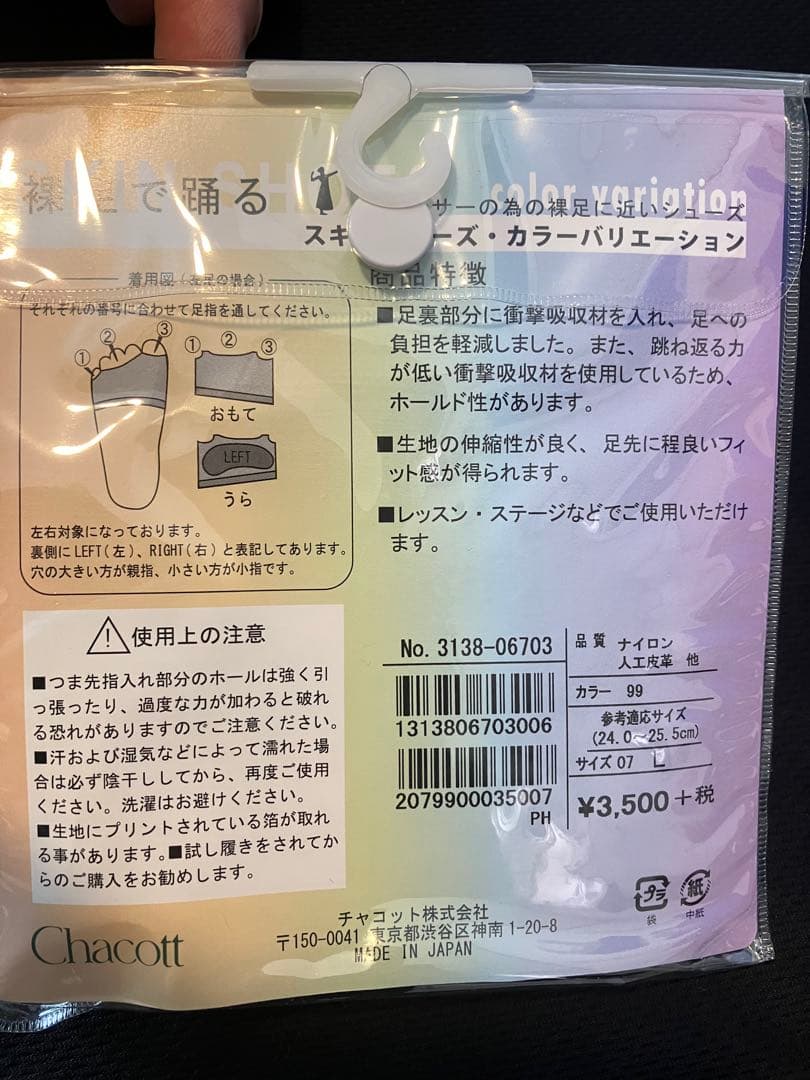 で踊る
color variation
サーの為の裸足に近いシューズ
ーズ・カラーバリエーション
着用図(左足の場合)
それぞれの番号に合わせて足指を通してください。
① ② ③
① ② ③
おもて
LEFT
うら
左右対象になっております。
裏側にLEFT(左)、RIGHT(右)と表記してあります。
穴の大きい方が親指、小さい方が小指です。
商品特徴
■足裏部分に衝撃吸収材を入れ、足への
負担を軽減しました。また、跳ね返る力
が低い衝撃吸収材を使用しているため、
ホールド性があります。
■生地の伸縮性が良く、足先に程良いフィ
ット感が得られます。
■レッスン・ステージなどでご使用いただけ
ます。
使用上の注意
■つま先指入れ部分のホールは強く引
っ張ったり、過度な力が加わると破れ
る恐れがありますのでご注意ください。
■汗および湿気などによって濡れた場
合は必ず陰干ししてから、再度ご使用
ください。洗濯はお避けください。
■生地にプリントされている箔が取れ
る事があります。■試し履きをされてか
らのご購入をお勧めします。
No. 3138-06703
1313806703006
2079900035007
PH
品質 ナイロン
人工皮革 他
カラー 99
参考適応サイズ
(24.0~25.5cm)
サイズ 07 L
¥3,500+税
プラ
袋
紙
中紙
Chacott
チャコット株式会社
〒150-0041 東京都渋谷区神南1-20-8
MADE IN JAPAN